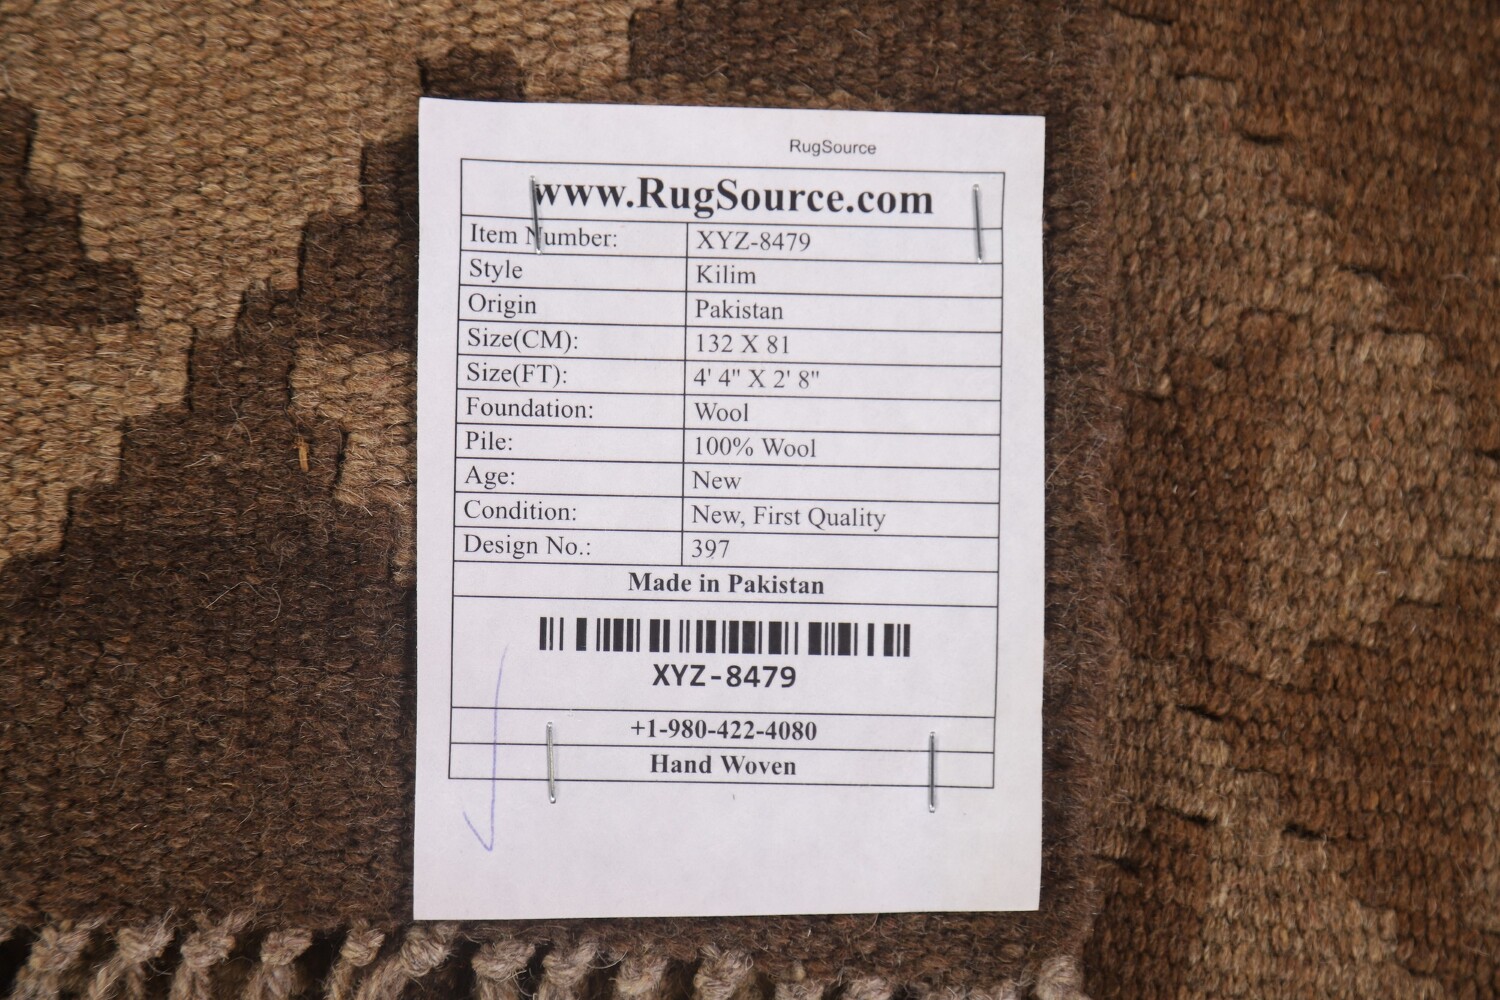 RugSource
www.RugSource.com
Item Number: XYZ-8479
Style Kilim
Origin Pakistan
Size(CM): 132 X 81
Size(FT): 4' 4" X 2' 8"
Foundation: Wool
Pile: 100% Wool
Age: New
Condition: New, First Quality
Design No.: 397
Made in Pakistan
XYZ-8479
+1-980-422-4080
Hand Woven